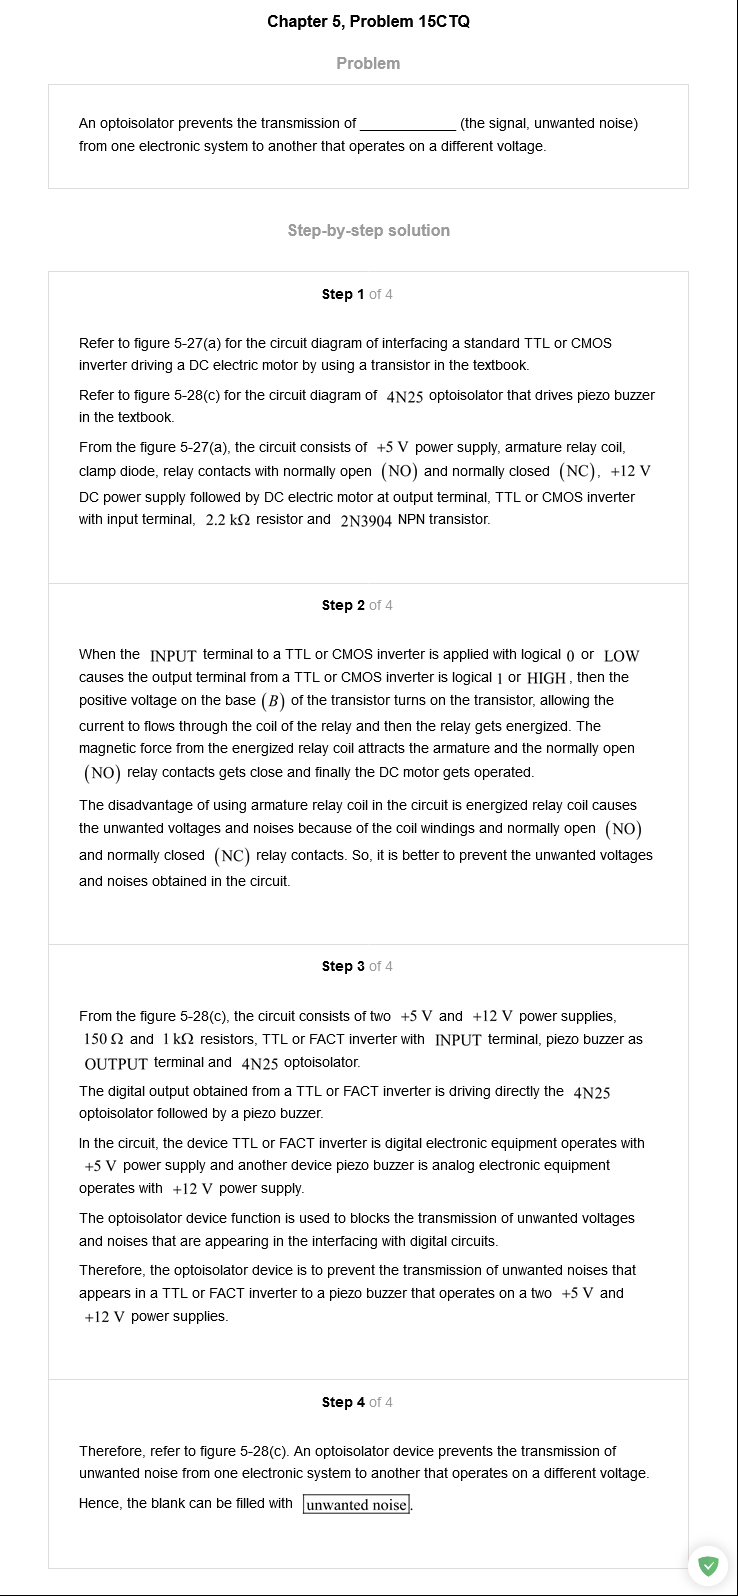 Chapter 5, Problem 15CTQ
Problem
An optoisolator prevents the transmission of ____________ (the signal, unwanted noise)
from one electronic system to another that operates on a different voltage.
Step-by-step solution
Step 1 of 4
Refer to figure 5-27(a) for the circuit diagram of interfacing a standard TTL or CMOS
inverter driving a DC electric motor by using a transistor in the textbook.
Refer to figure 5-28(c) for the circuit diagram of 4N25 optoisolator that drives piezo buzzer
in the textbook.
From the figure 5-27(a), the circuit consists of +5 V power supply, armature relay coil,
clamp diode, relay contacts with normally open (NO) and normally closed (NC), +12 V
DC power supply followed by DC electric motor at output terminal, TTL or CMOS inverter
with input terminal, 2.2 kΩ resistor and 2N3904 NPN transistor.
Step 2 of 4
When the INPUT terminal to a TTL or CMOS inverter is applied with logical 0 or LOW
causes the output terminal from a TTL or CMOS inverter is logical 1 or HIGH, then the
positive voltage on the base (B) of the transistor turns on the transistor, allowing the
current to flows through the coil of the relay and then the relay gets energized. The
magnetic force from the energized relay coil attracts the armature and the normally open
(NO) relay contacts gets close and finally the DC motor gets operated.
The disadvantage of using armature relay coil in the circuit is energized relay coil causes
the unwanted voltages and noises because of the coil windings and normally open (NO)
and normally closed (NC) relay contacts. So, it is better to prevent the unwanted voltages
and noises obtained in the circuit.
Step 3 of 4
From the figure 5-28(c), the circuit consists of two +5 V and +12 V power supplies,
150 Ω and 1 kΩ resistors, TTL or FACT inverter with INPUT terminal, piezo buzzer as
OUTPUT terminal and 4N25 optoisolator.
The digital output obtained from a TTL or FACT inverter is driving directly the 4N25
optoisolator followed by a piezo buzzer.
In the circuit, the device TTL or FACT inverter is digital electronic equipment operates with
+5 V power supply and another device piezo buzzer is analog electronic equipment
operates with +12 V power supply.
The optoisolator device function is used to blocks the transmission of unwanted voltages
and noises that are appearing in the interfacing with digital circuits.
Therefore, the optoisolator device is to prevent the transmission of unwanted noises that
appears in a TTL or FACT inverter to a piezo buzzer that operates on a two +5 V and
+12 V power supplies.
Step 4 of 4
Therefore, refer to figure 5-28(c). An optoisolator device prevents the transmission of
unwanted noise from one electronic system to another that operates on a different voltage.
Hence, the blank can be filled with unwanted noise.